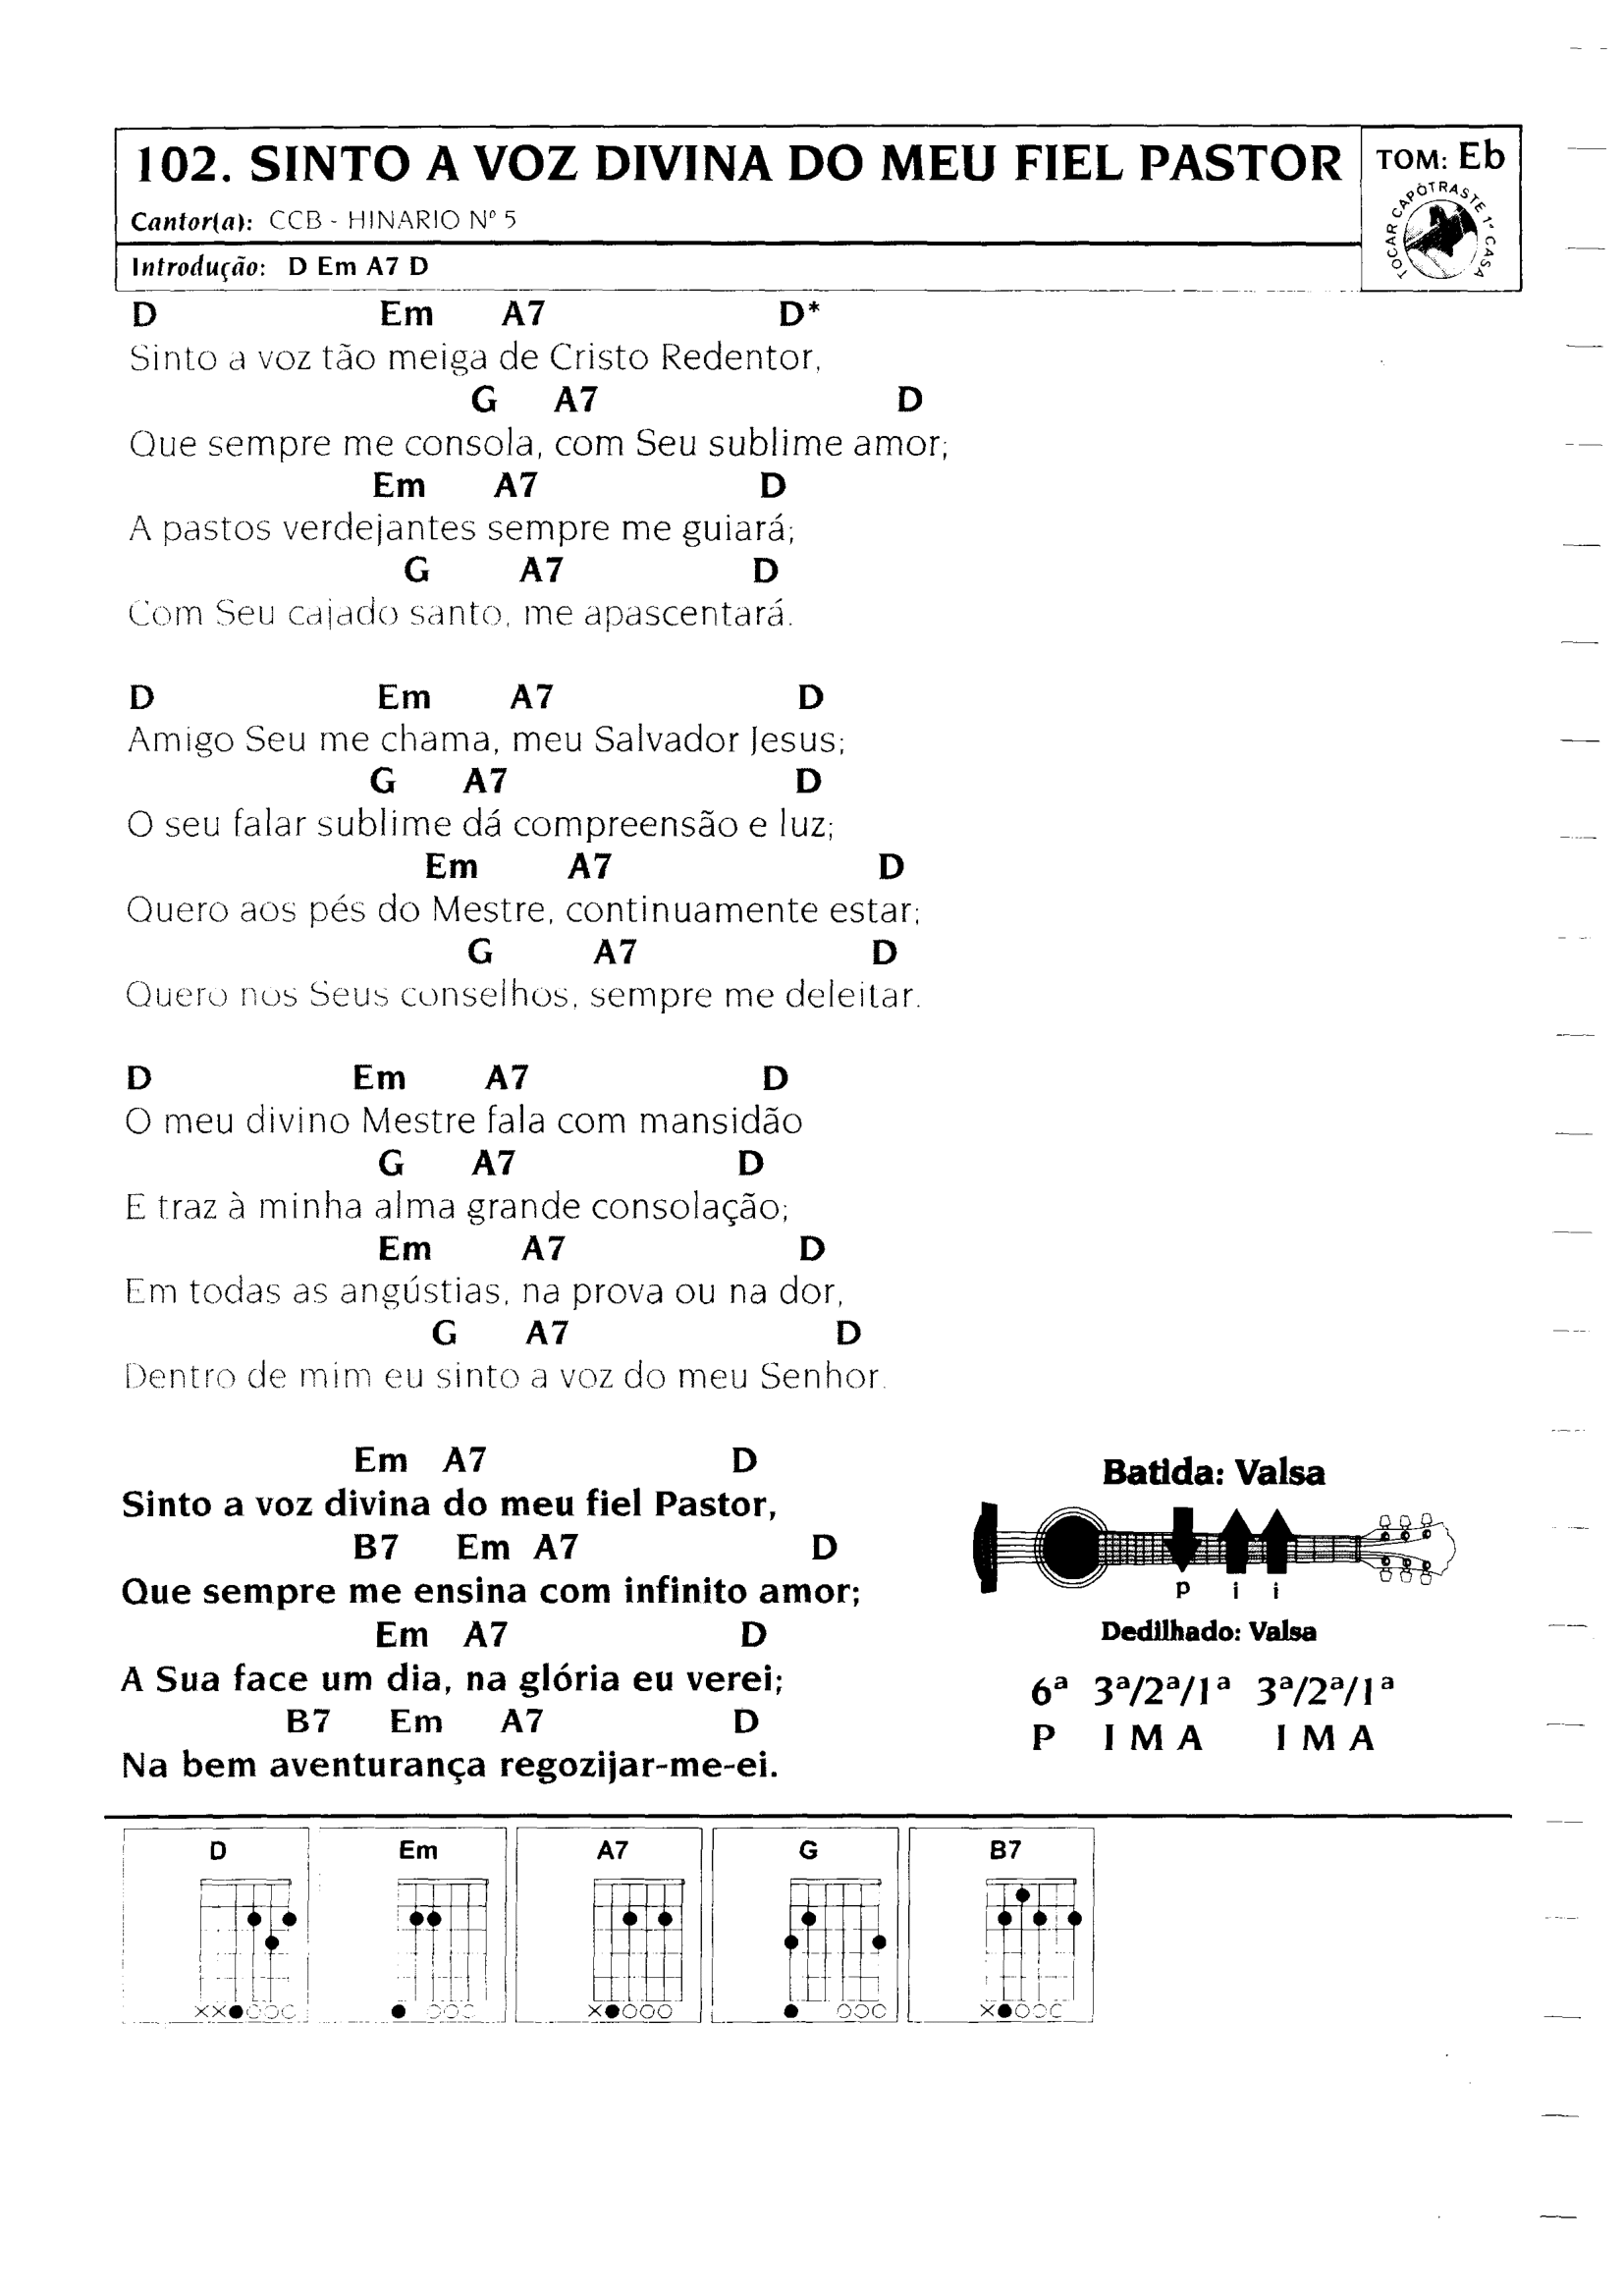 102. SINTO A VOZ DIVINA DO MEU FIEL PASTOR
TOM: Eb
Cantor(a): CCB - HINARIO Nº 5
TOCAR CAPÒTRASTE 1ª CASA
Introdução: D Em A7 D
D Em A7 D*
Sinto a voz tão meiga de Cristo Redentor,
G A7 D
Que sempre me consola, com Seu sublime amor;
Em A7 D
A pastos verdejantes sempre me guiará;
G A7 D
Com Seu cajado santo, me apascentará.
D Em A7 D
Amigo Seu me chama, meu Salvador Jesus;
G A7 D
O seu falar sublime dá compreensão e luz;
Em A7 D
Quero aos pés do Mestre, continuamente estar;
G A7 D
Quero nos Seus conselhos, sempre me deleitar.
D Em A7 D
O meu divino Mestre fala com mansidão
G A7 D
E traz à minha alma grande consolação;
Em A7 D
Em todas as angústias, na prova ou na dor,
G A7 D
Dentro de mim eu sinto a voz do meu Senhor.
Em A7 D
Sinto a voz divina do meu fiel Pastor,
B7 Em A7 D
Que sempre me ensina com infinito amor;
Em A7 D
A Sua face um dia, na glória eu verei;
B7 Em A7 D
Na bem aventurança regozijar-me-ei.
Batida: Valsa
p i i
Dedilhado: Valsa
6ª 3ª/2ª/1ª 3ª/2ª/1ª
P I M A I M A
D Em A7 G B7